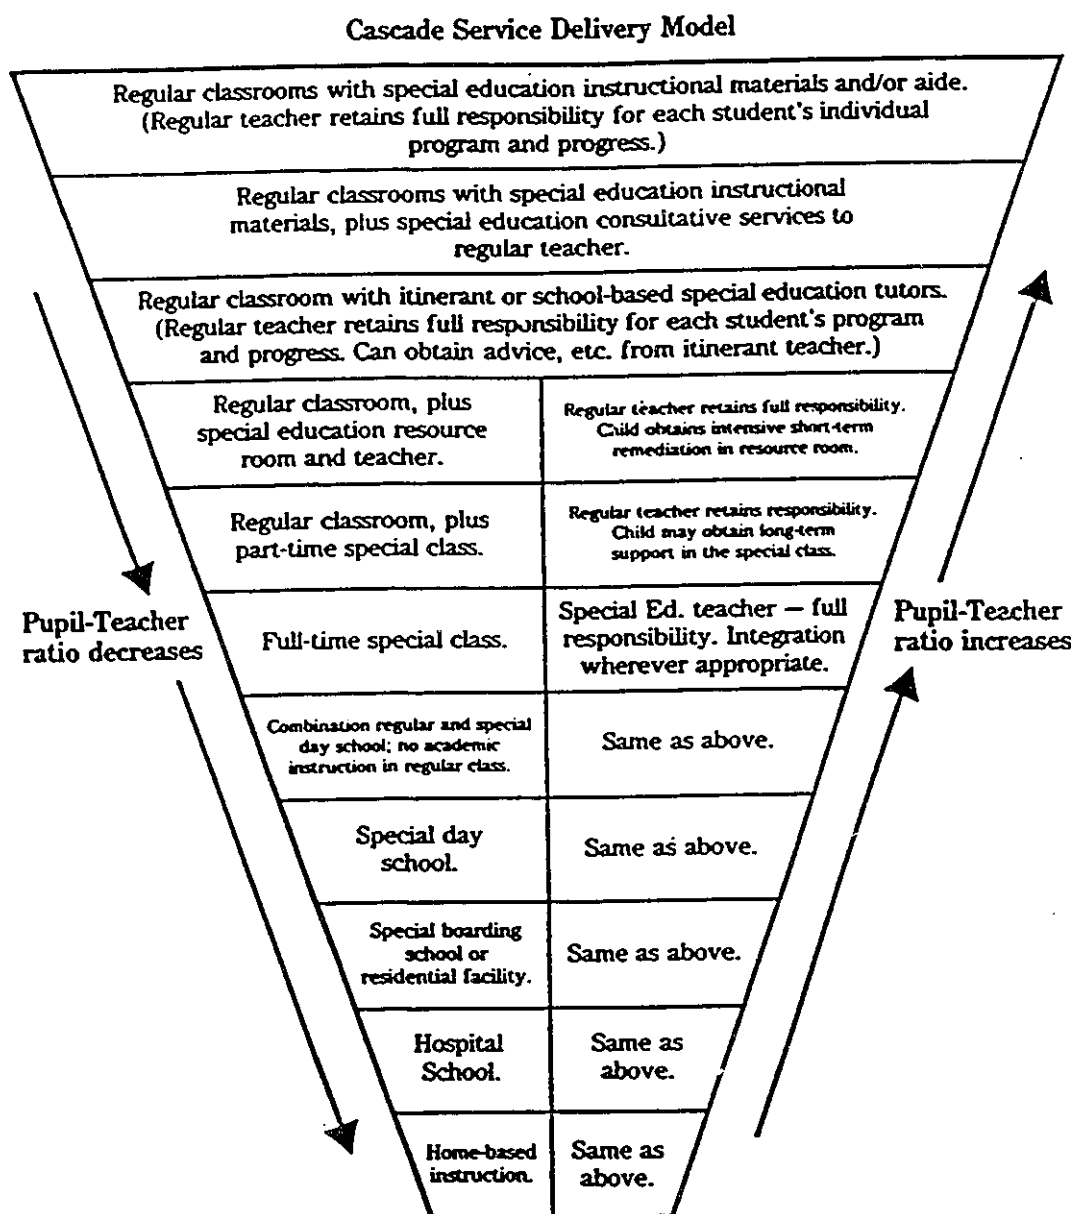 Cascade Service Delivery Model
Regular classrooms with special education instructional materials and/or aide.
(Regular teacher retains full responsibility for each student's individual
program and progress.)
Regular classrooms with special education instructional
materials, plus special education consultative services to
regular teacher.
Regular classroom with itinerant or school-based special education tutors.
(Regular teacher retains full responsibility for each student's program
and progress. Can obtain advice, etc. from itinerant teacher.)
Regular classroom, plus
special education resource
room and teacher.
Regular teacher retains full responsibility.
Child obtains intensive short-term
remediation in resource room.
Regular classroom, plus
part-time special class.
Regular teacher retains responsibility.
Child may obtain long-term
support in the special class.
Pupil-Teacher
ratio decreases
Full-time special class.
Special Ed. teacher — full
responsibility. Integration
wherever appropriate.
Pupil-Teacher
ratio increases
Combination regular and special
day school; no academic
instruction in regular class.
Same as above.
Special day
school.
Same as above.
Special boarding
school or
residential facility.
Same as above.
Hospital
School.
Same as
above.
Home-based
instruction.
Same as
above.